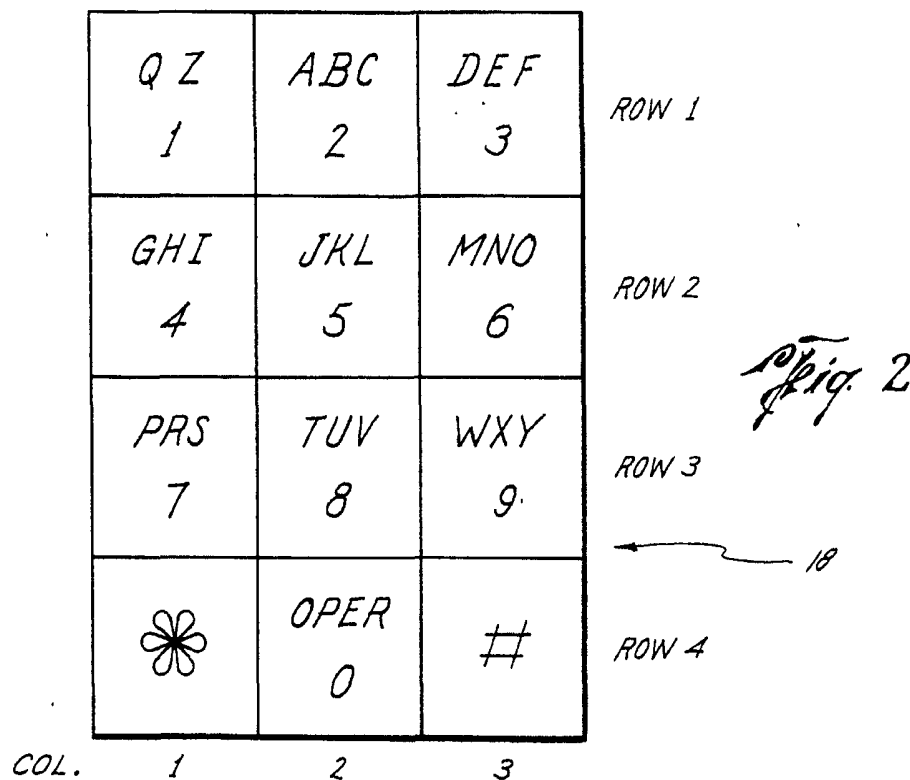 QZ ABC DEF
1 2 3 ROW 1
GHI JKL MNO
4 5 6 ROW 2
PRS TUV WXY
7 8 9 ROW 3
18
* OPER # ROW 4
0
COL. 1 2 3
Fig. 2